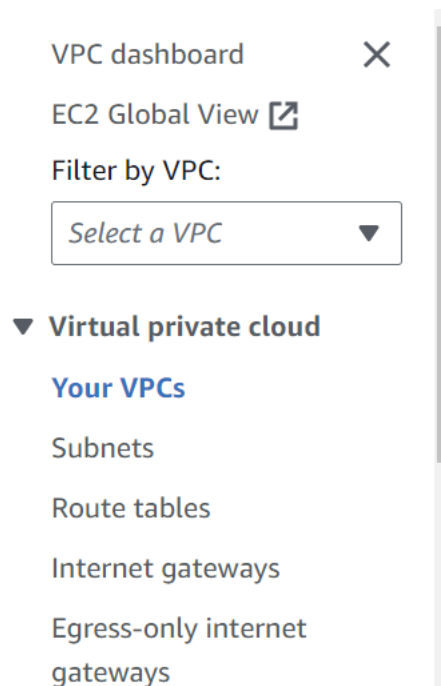 VPC dashboard
EC2 Global View
Filter by VPC:
Select a VPC
Virtual private cloud
Your VPCs
Subnets
Route tables
Internet gateways
Egress-only internet
gateways